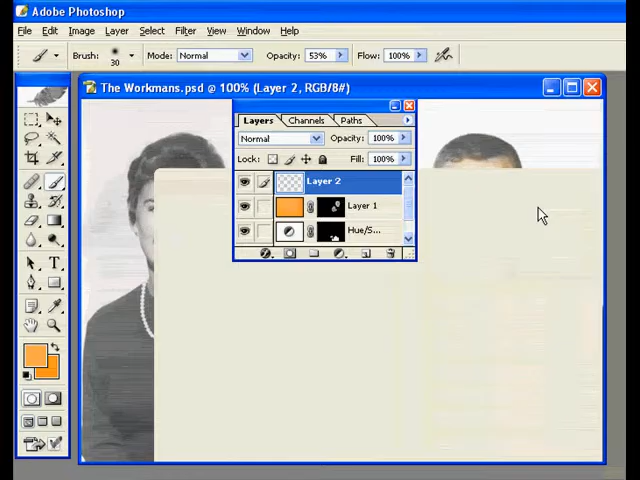 Adobe Photoshop
File Edit Image Layer Select Filter View Window Help
Brush: 30 Mode: Normal Opacity: 53% Flow: 100%
The Workmans.psd @ 100% (Layer 2, RGB/8#)
Layers Channels Paths
Normal Opacity: 100%
Lock: Fill: 100%
Layer 2
Layer 1
Hue/S...